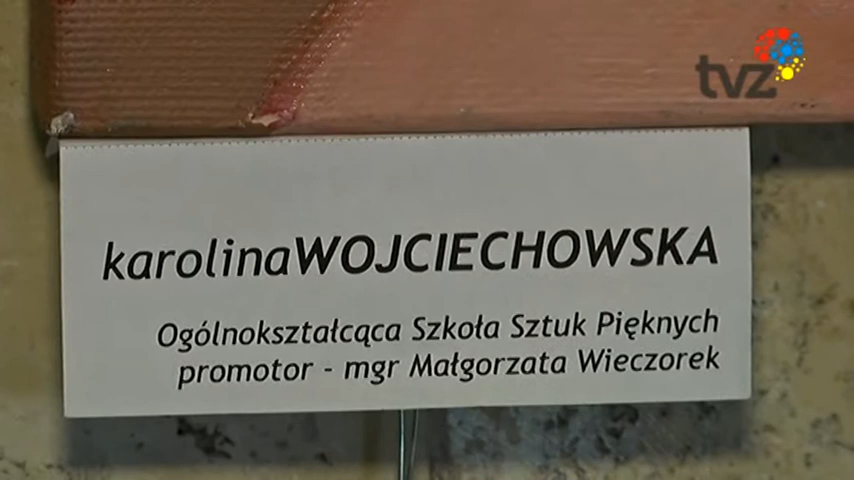 tvz
karolinaWOJCIECHOWSKA
Ogólnokształcąca Szkoła Sztuk Pięknych
promotor - mgr Małgorzata Wieczorek